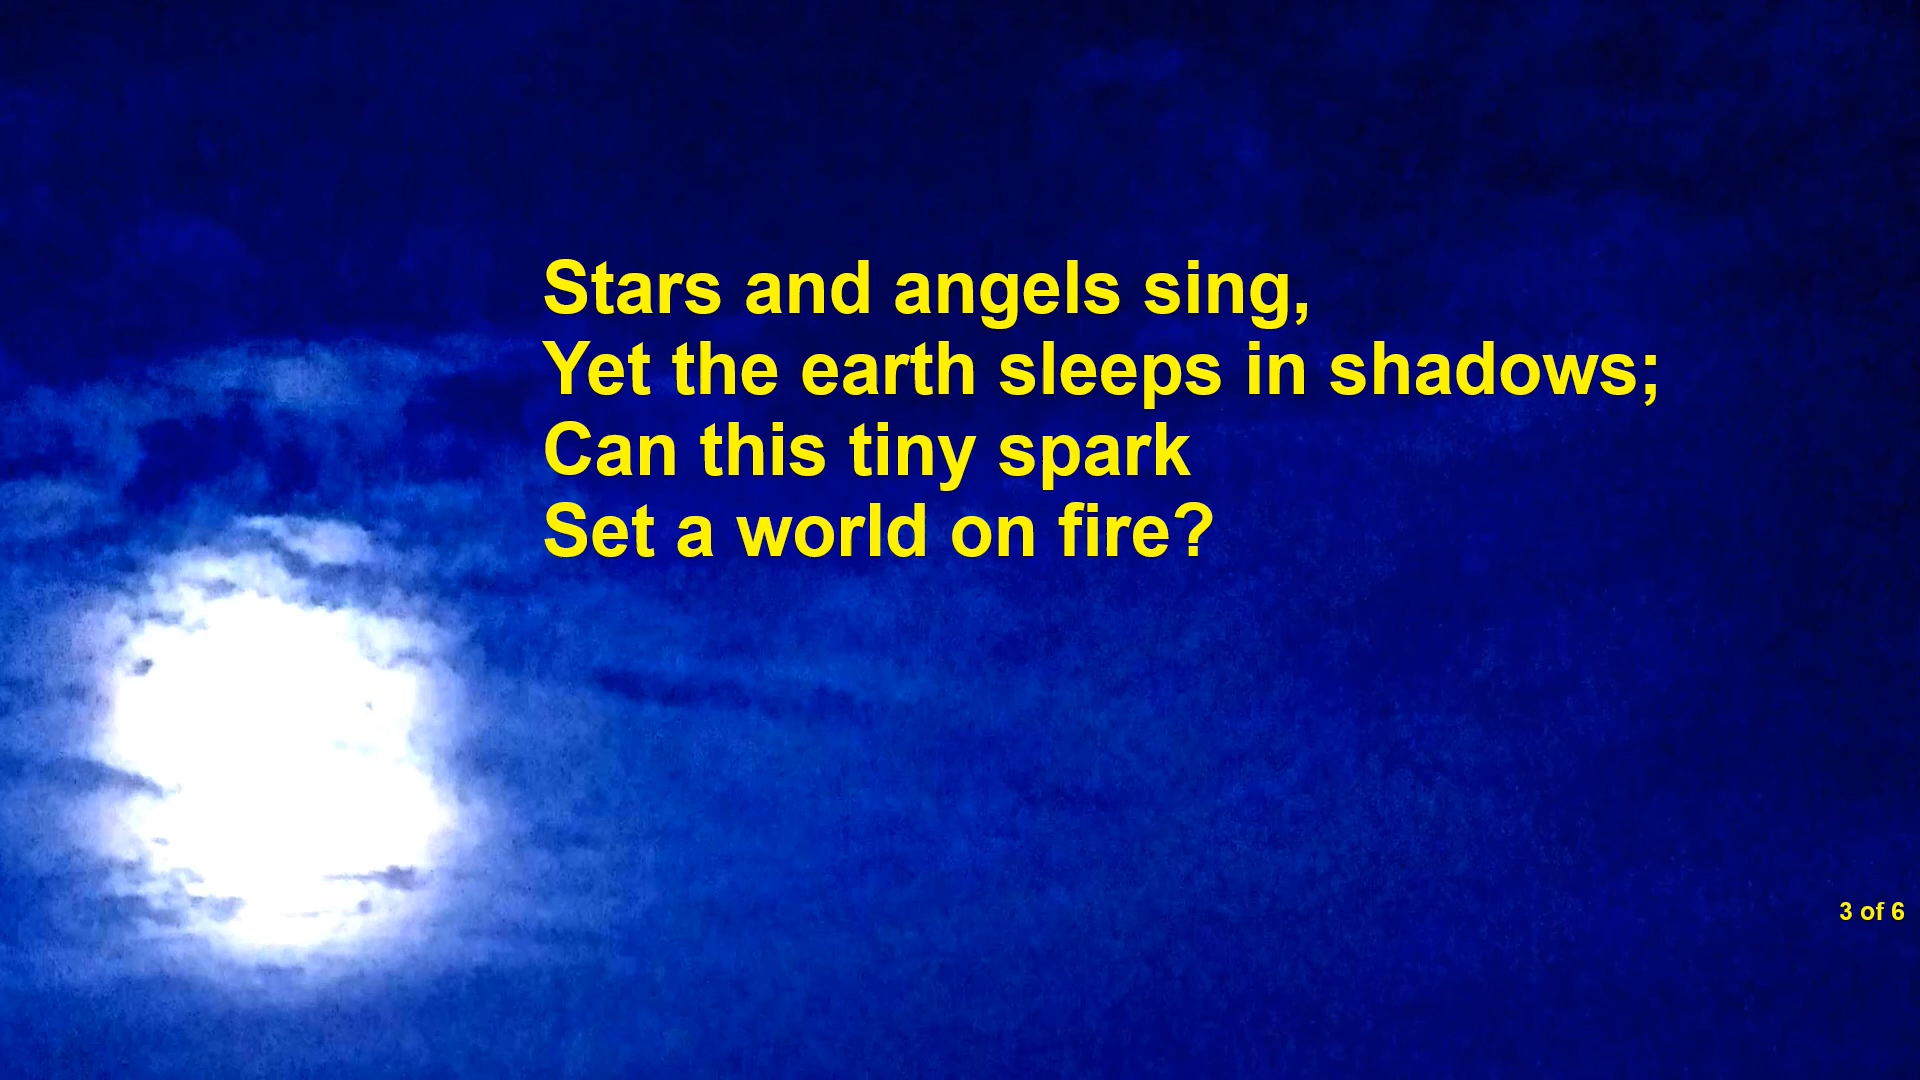 Stars and angels sing,
Yet the earth sleeps in shadows;
Can this tiny spark
Set a world on fire?
3 of 6